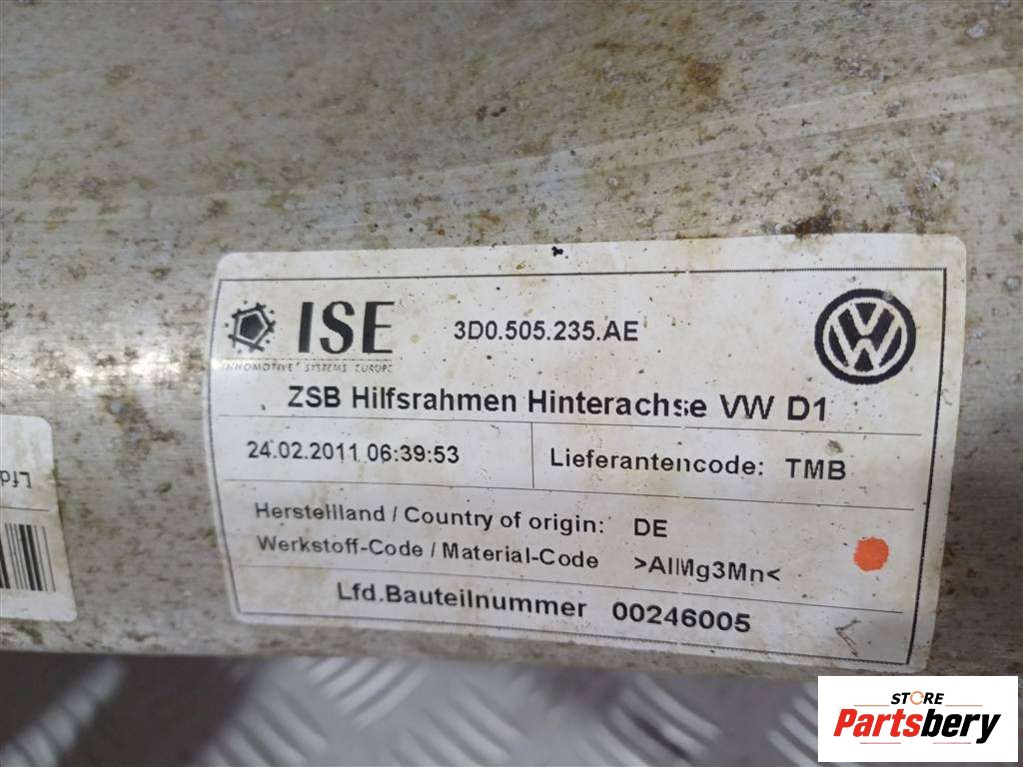 ISE
3D0.505.235.AE
INNOMOTIVE SYSTEMS EUROPE
ZSB Hilfsrahmen Hinterachse VW D1
24.02.2011 06:39:53
Lieferantencode: TMB
Herstellland / Country of origin: DE
Werkstoff-Code / Material-Code >AlMg3Mn<
Lfd.Bauteilnummer 00246005
Lfd
STORE
Partsbery